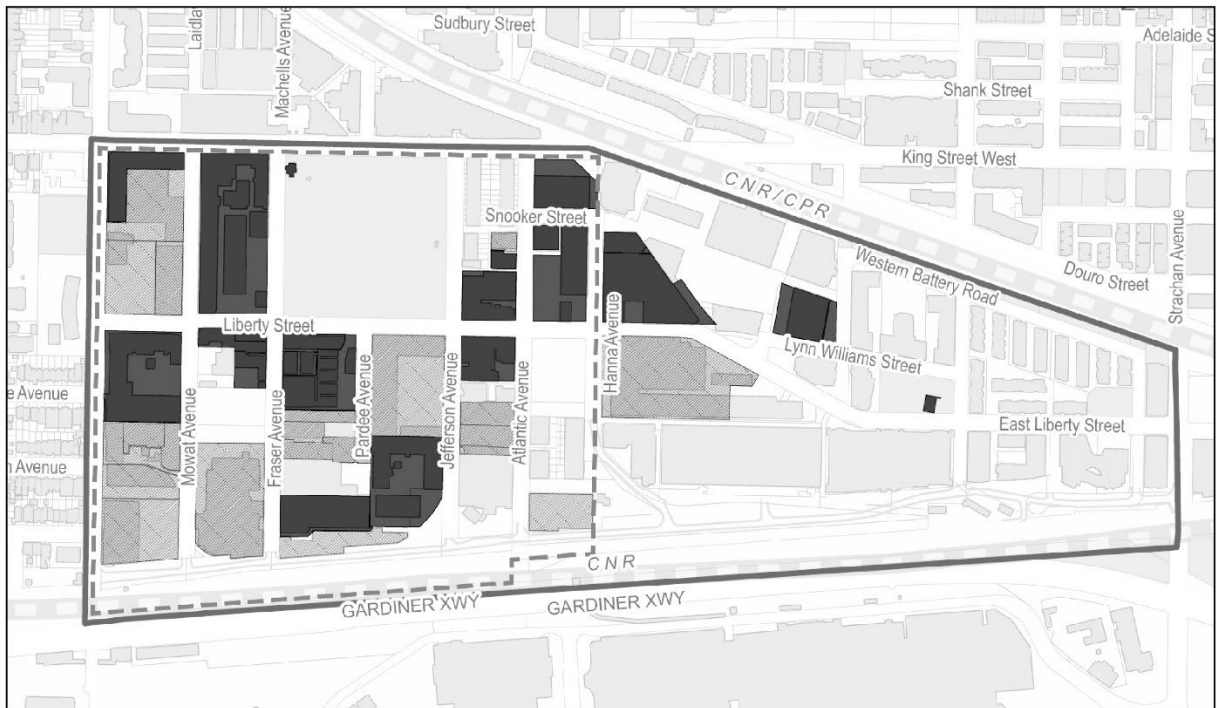 Sudbury Street
Adelaide S
Laidla
Machells Avenue
Shank Street
King Street West
CNR/CPR
Snooker Street
Strachan Avenue
Douro Street
Western Battery Road
Liberty Street
Hanna Avenue
Lynn Williams Street
Pardee Avenue
Jefferson Avenue
Atlantic Avenue
e Avenue
East Liberty Street
Mowat Avenue
Fraser Avenue
n Avenue
CNR
GARDINER XWY
GARDINER XWY